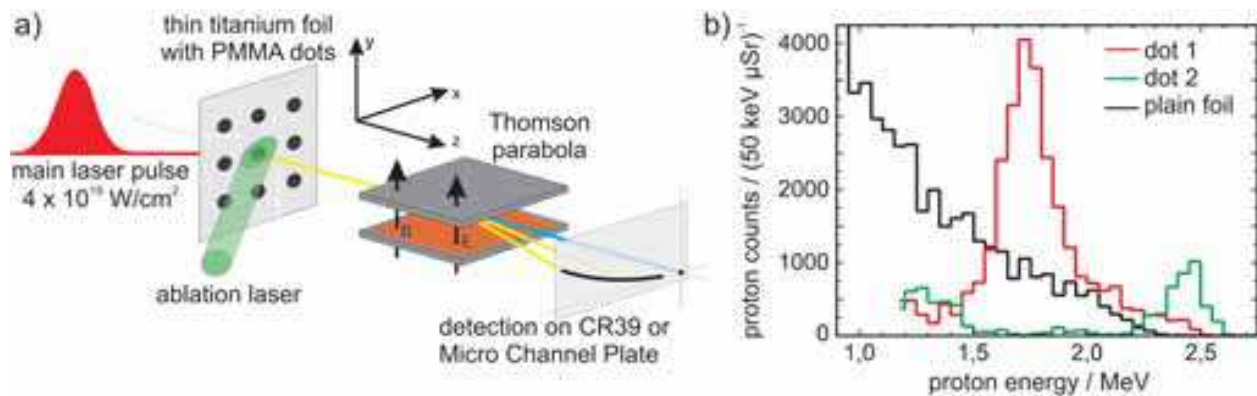 a)
thin titanium foil
with PMMA dots
y
x
z
Thomson
parabola
main laser pulse
4 x 10¹⁹ W/cm²
ablation laser
detection on CR39 or
Micro Channel Plate
b)
4000
3000
2000
1000
0
proton counts / (50 keV µSr)
dot 1
dot 2
plain foil
1,0
1,5
2,0
2,5
proton energy / MeV